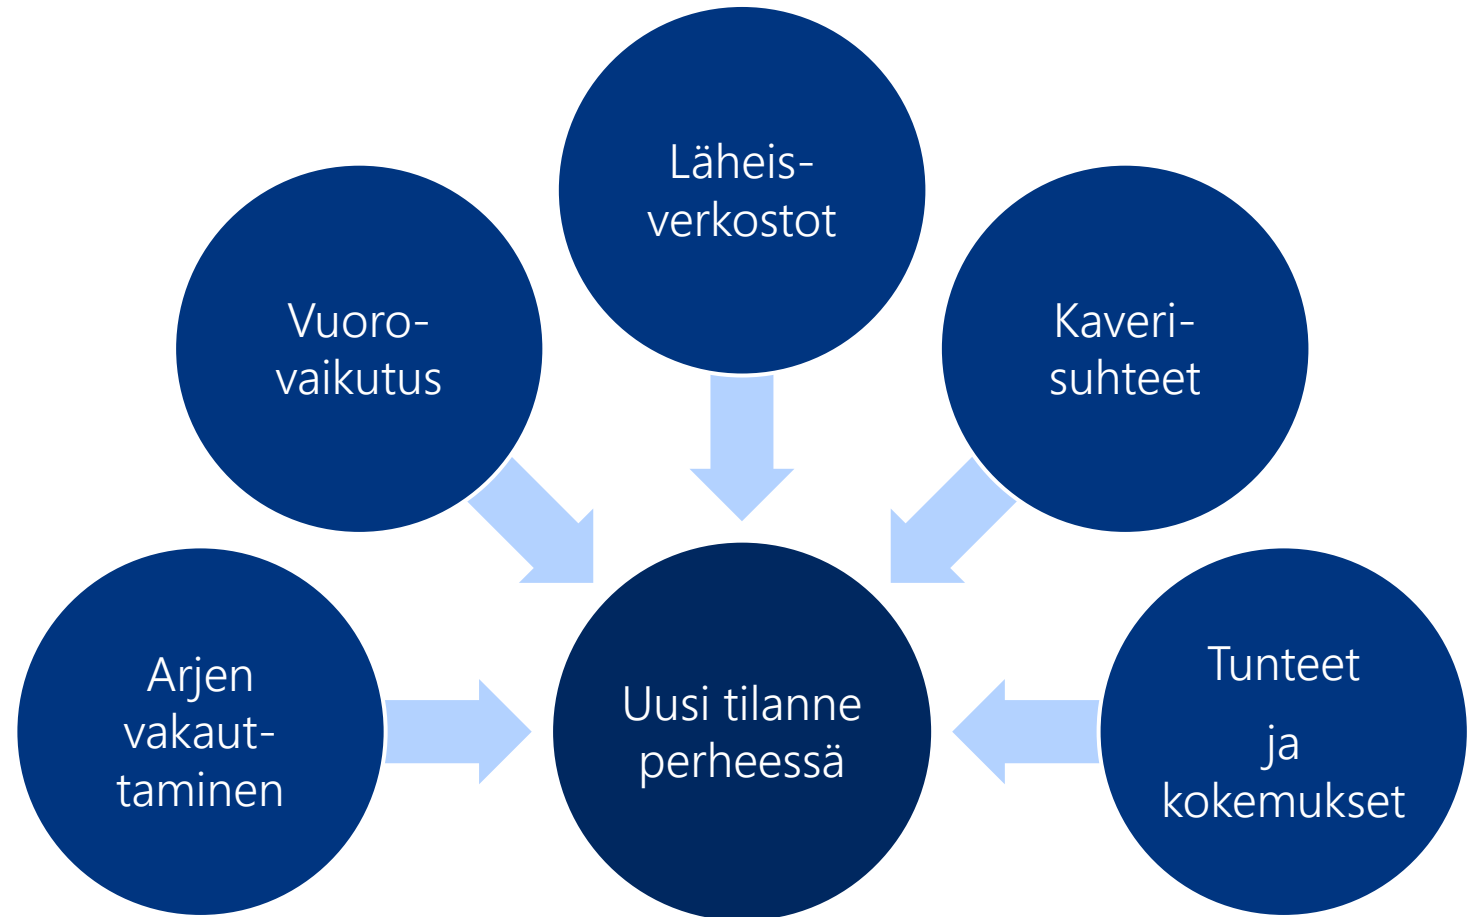 Läheis-
verkostot
Vuoro-
vaikutus
Kaveri-
suhteet
Arjen
vakaut-
taminen
Uusi tilanne
perheessä
Tunteet
ja
kokemukset